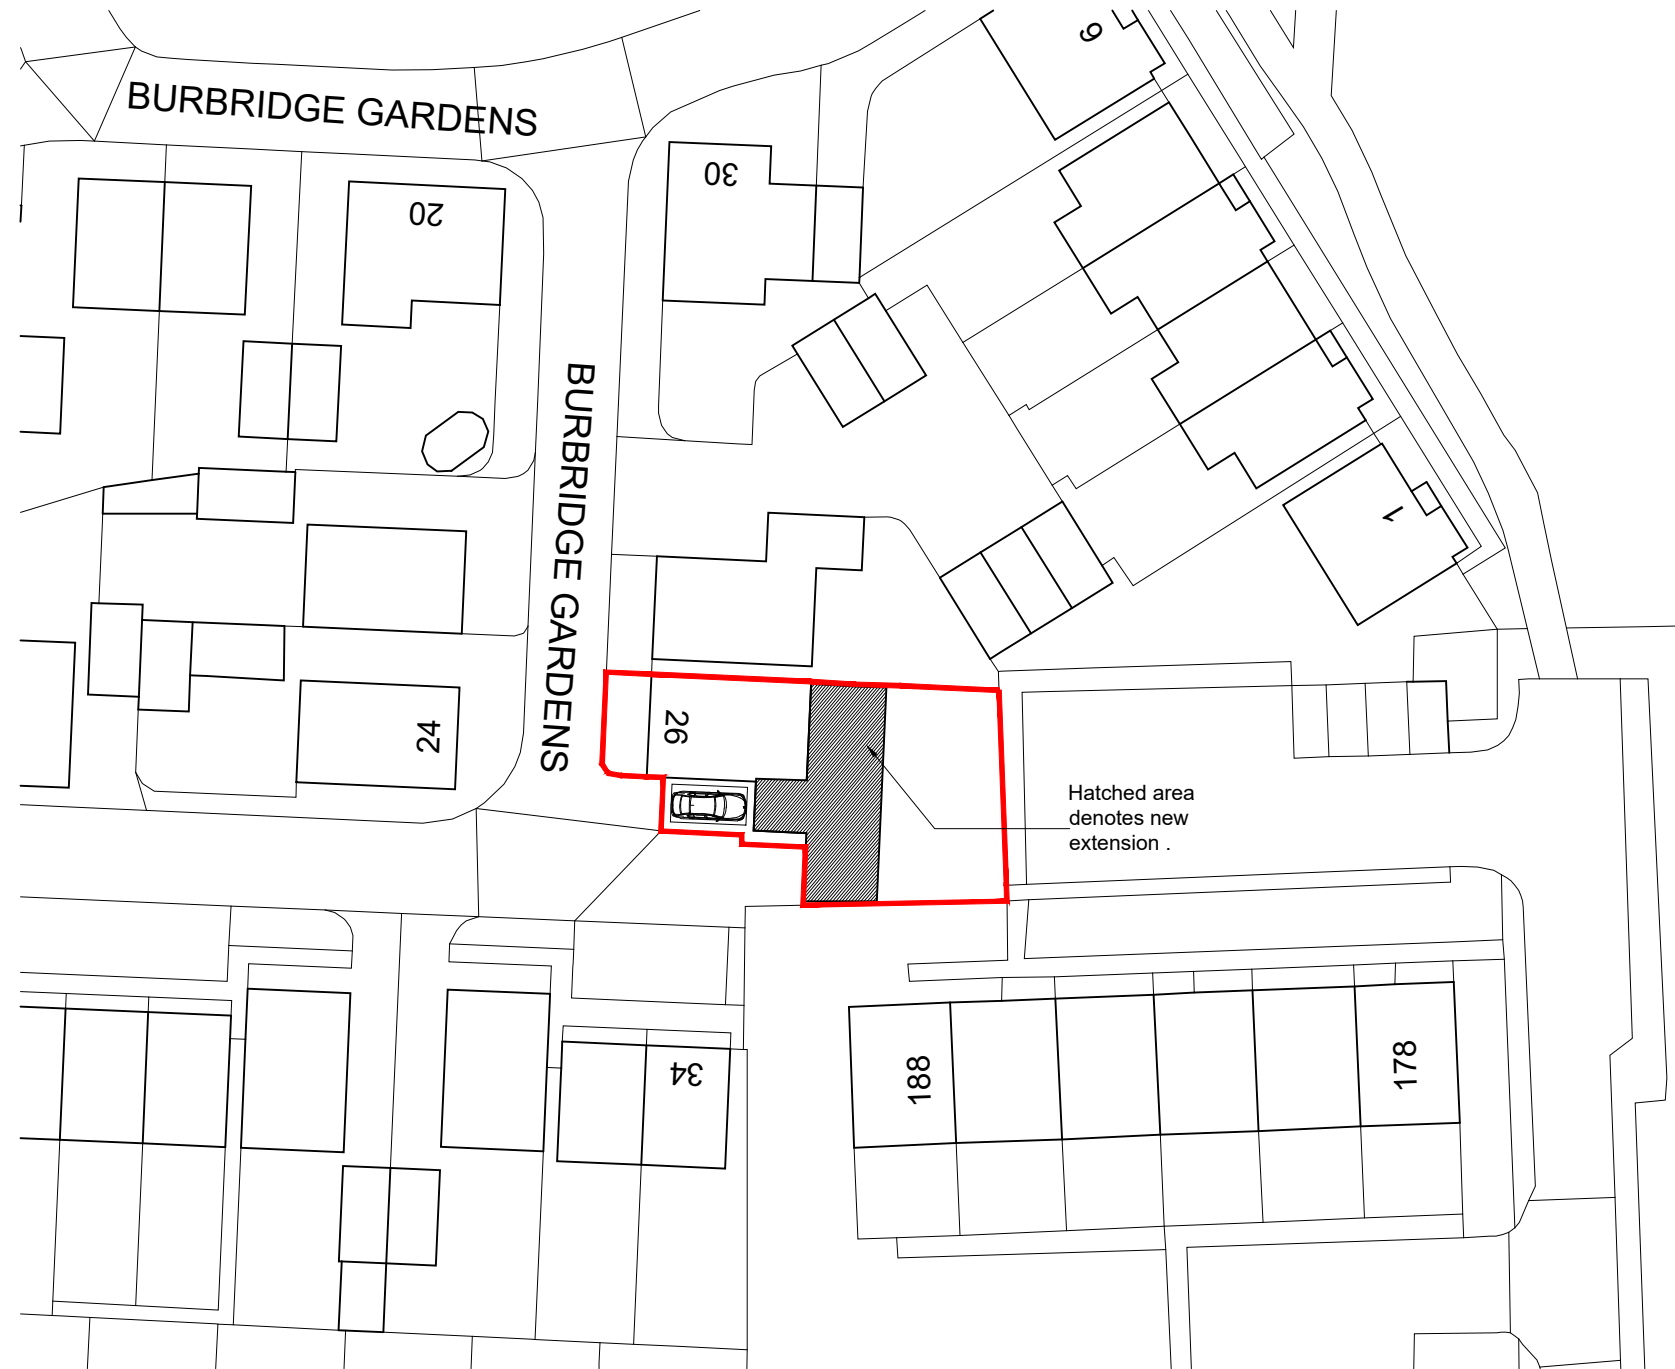 9
BURBRIDGE GARDENS
30
20
BURBRIDGE GARDENS
1
26
24
Hatched area
denotes new
extension .
34
188
178